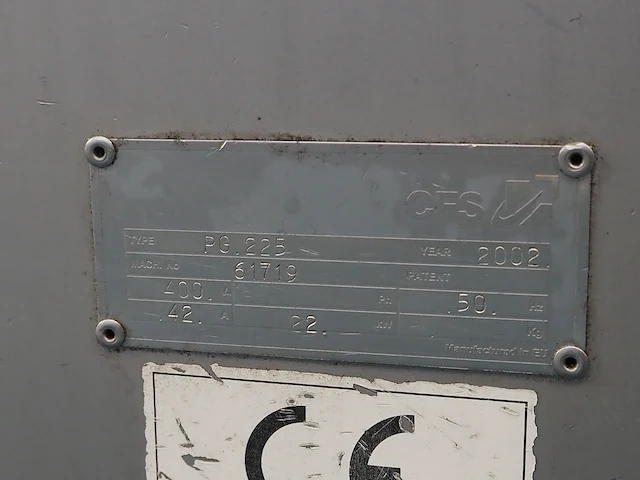 CFS
TYPE PG.225 YEAR 2002.
MACH. No 61719 PATENT
400. Ph .50. Hz
.42. A 22. kW Kg
Manufactured in EU
CE